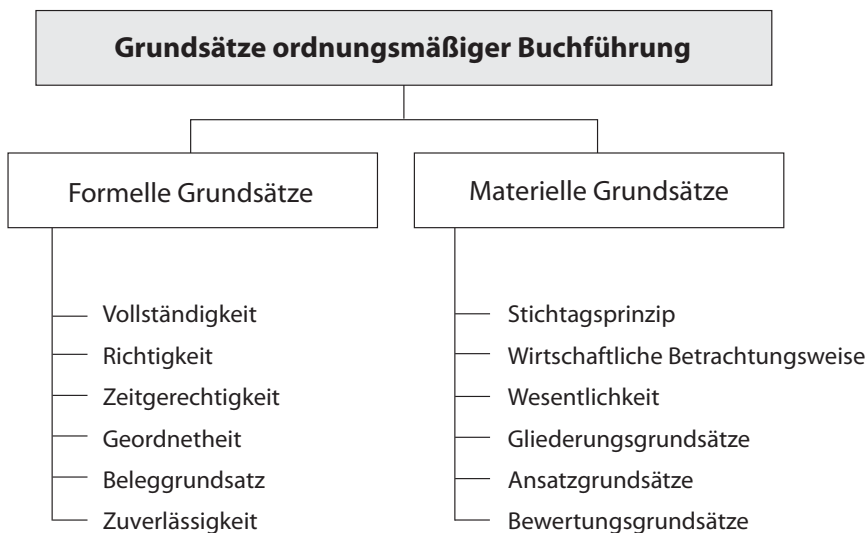 Grundsätze ordnungsmäßiger Buchführung
Formelle Grundsätze
Vollständigkeit
Richtigkeit
Zeitgerechtigkeit
Geordnetheit
Beleggrundsatz
Zuverlässigkeit
Materielle Grundsätze
Stichtagsprinzip
Wirtschaftliche Betrachtungsweise
Wesentlichkeit
Gliederungsgrundsätze
Ansatzgrundsätze
Bewertungsgrundsätze